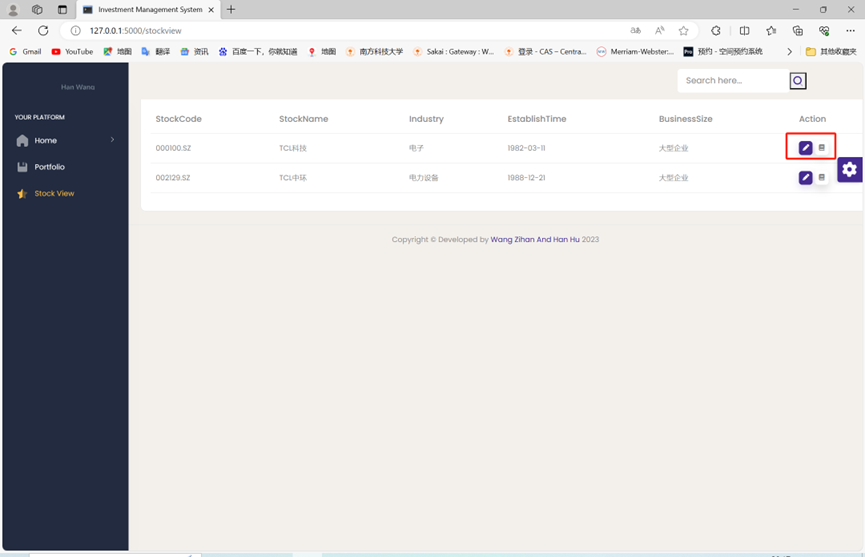 Investment Management System
127.0.0.1:5000/stockview
Gmail YouTube 地图 翻译 资讯 百度一下，你就知道 地图 南方科技大学 Sakai : Gateway : W... 登录 - CAS – Centra... Merriam-Webster:... 预约 - 空间预约系统 其他收藏夹
Han Wang
Search here...
YOUR PLATFORM
Home
Portfolio
Stock View
StockCode StockName Industry EstablishTime BusinessSize Action
000100.SZ TCL科技 电子 1982-03-11 大型企业
002129.SZ TCL中环 电力设备 1988-12-21 大型企业
Copyright © Developed by Wang Zihan And Han Hu 2023